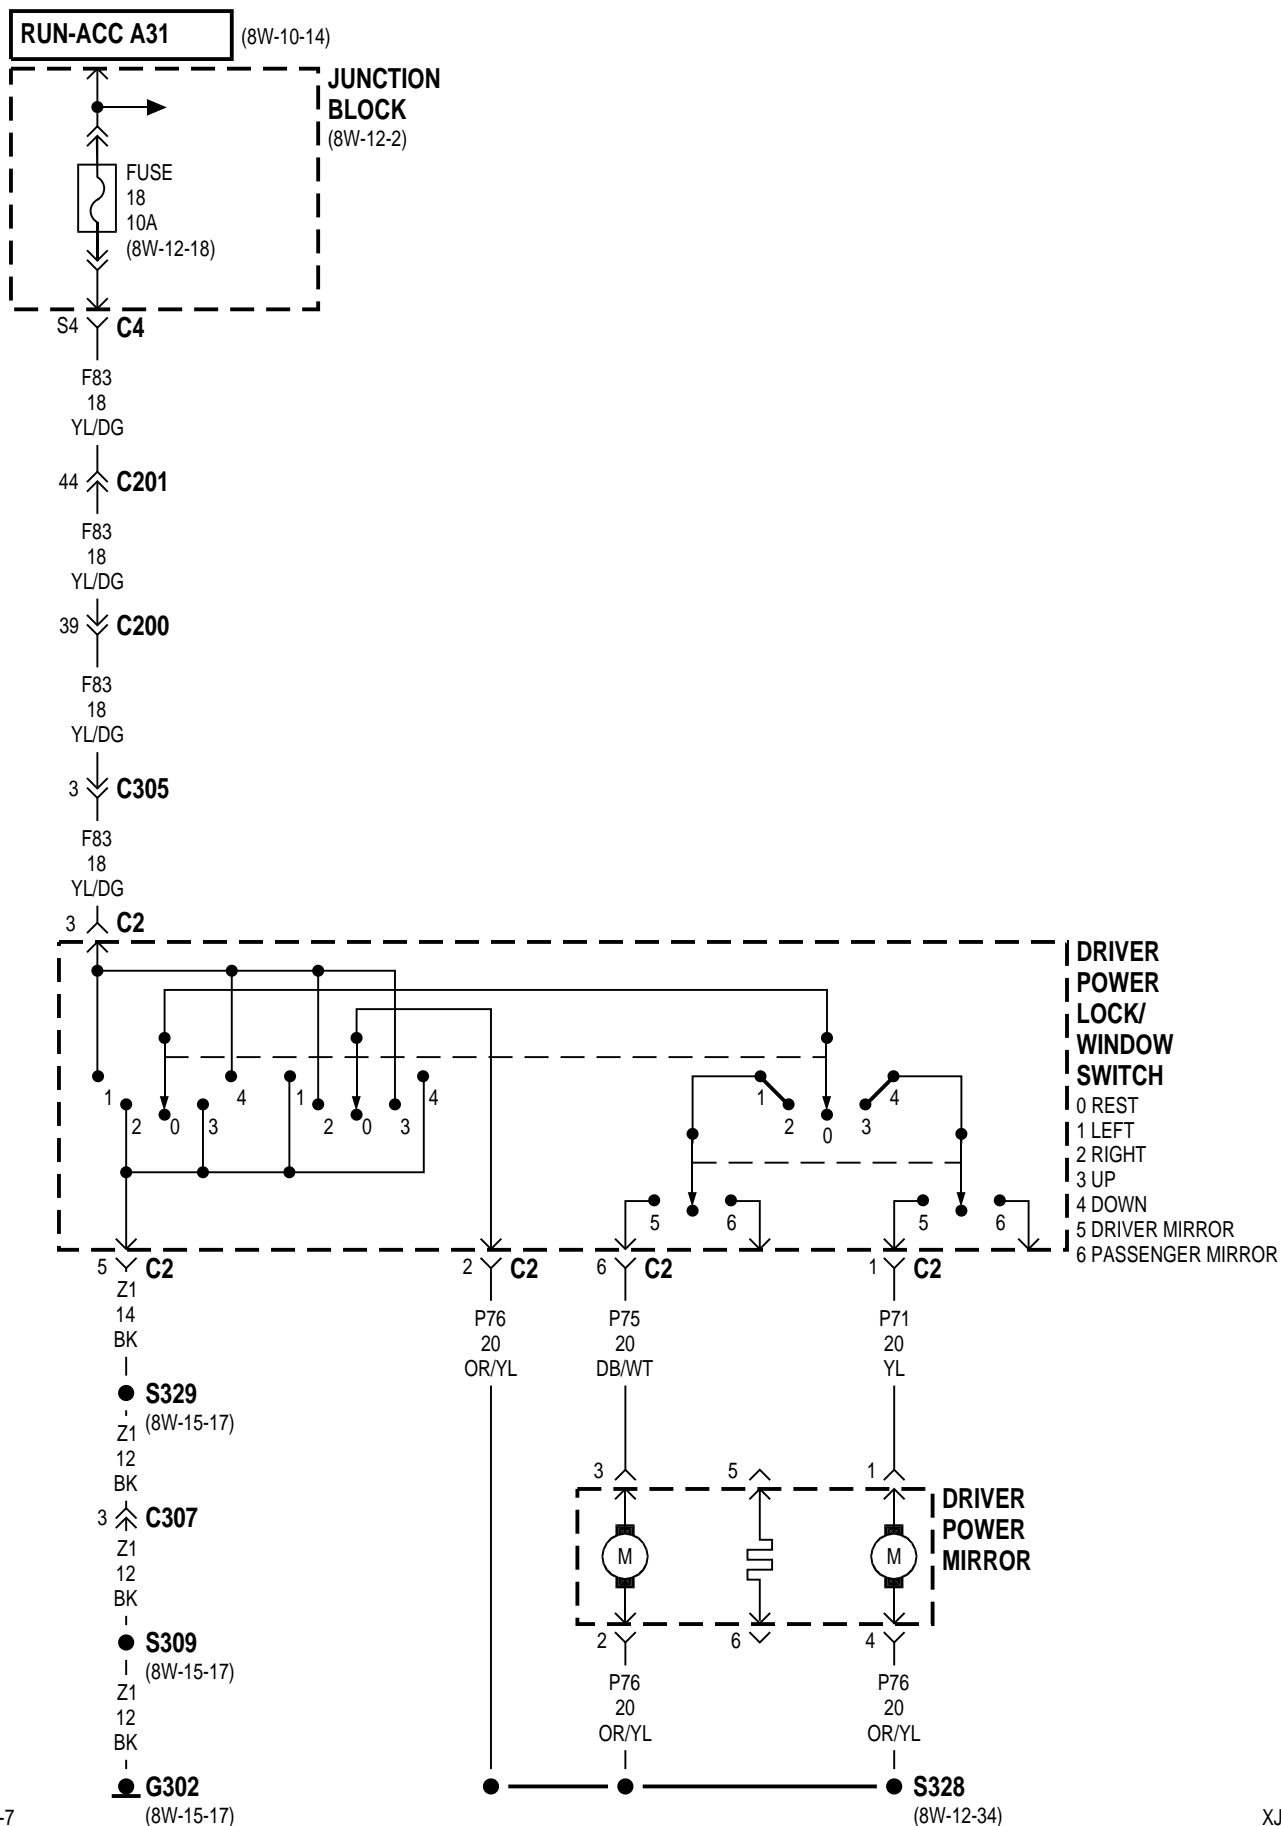 RUN-ACC A31 (8W-10-14)
JUNCTION
BLOCK
(8W-12-2)
FUSE
18
10A
(8W-12-18)
S4 C4
F83
18
YL/DG
44 C201
F83
18
YL/DG
39 C200
F83
18
YL/DG
3 C305
F83
18
YL/DG
3 C2
DRIVER
POWER
LOCK/
WINDOW
SWITCH
0 REST
1 LEFT
2 RIGHT
3 UP
4 DOWN
5 DRIVER MIRROR
6 PASSENGER MIRROR
1 2 0 3 4 1 2 0 3 4 1 2 0 3 4
5 6 5 6
5 C2 2 C2 6 C2 1 C2
Z1
14
BK
P76
20
OR/YL
P75
20
DB/WT
P71
20
YL
S329
(8W-15-17)
Z1
12
BK
3 C307
Z1
12
BK
S309
(8W-15-17)
Z1
12
BK
G302
(8W-15-17)
3 5 1
DRIVER
POWER
MIRROR
M M
2 6 4
P76
20
OR/YL
P76
20
OR/YL
S328
(8W-12-34)
-7 XJ